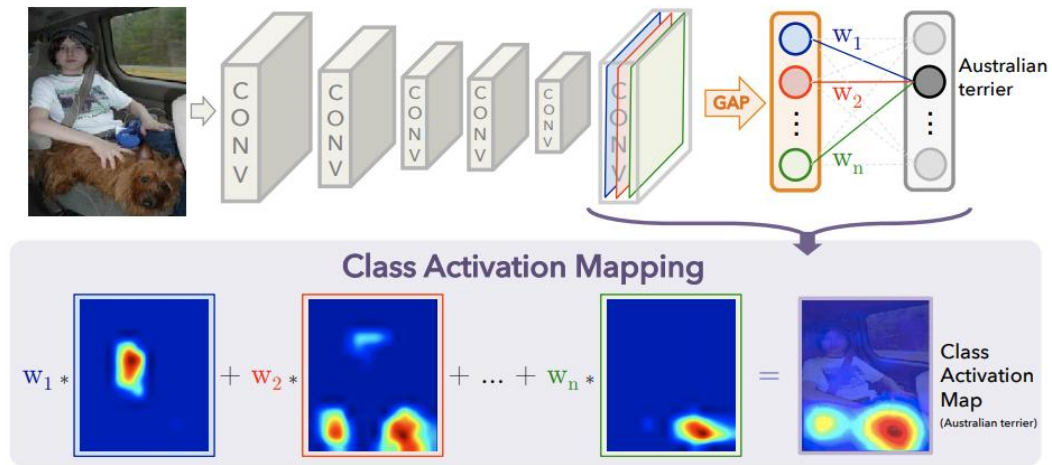 CONV
CONV
CONV
CONV
CONV
CONV
GAP
w1
w2
wn
Australian
terrier
Class Activation Mapping
w1 * + w2 * + ... + wn * =
Class
Activation
Map
(Australian terrier)